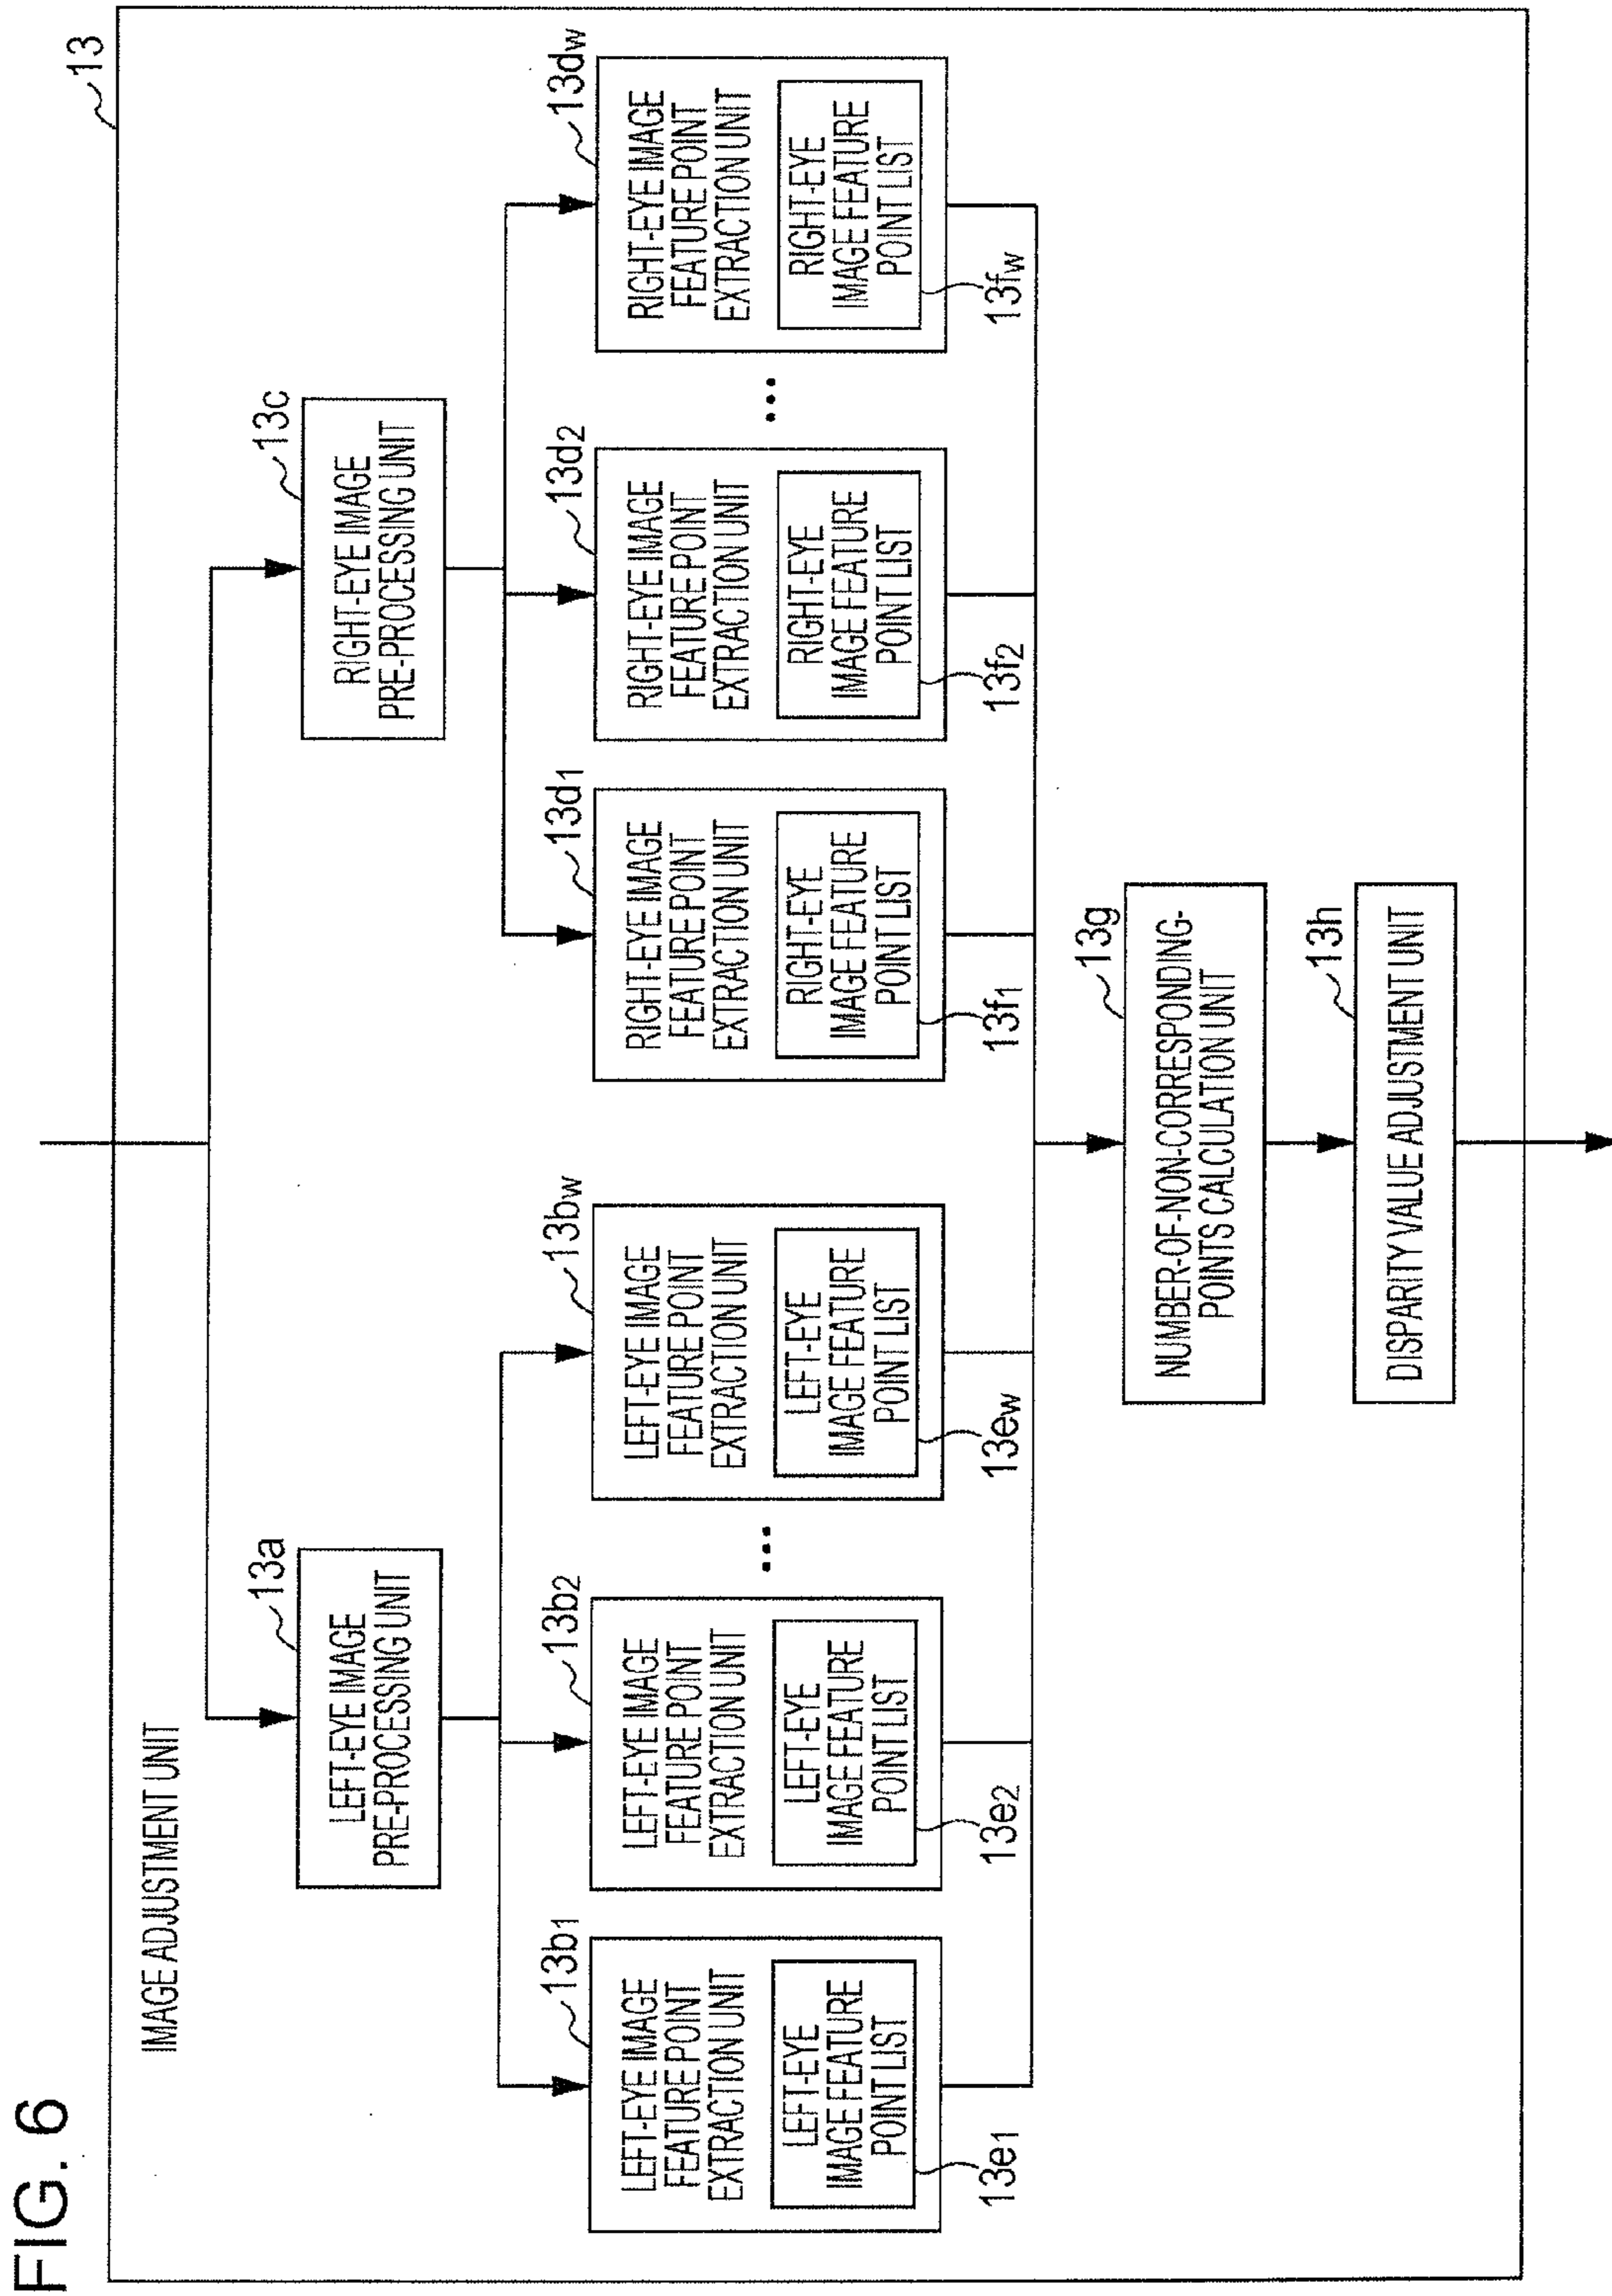 FIG. 6
13
IMAGE ADJUSTMENT UNIT
13a
LEFT-EYE IMAGE
PRE-PROCESSING UNIT
13c
RIGHT-EYE IMAGE
PRE-PROCESSING UNIT
13b1
LEFT-EYE IMAGE
FEATURE POINT
EXTRACTION UNIT
LEFT-EYE
IMAGE FEATURE
POINT LIST
13e1
13b2
LEFT-EYE IMAGE
FEATURE POINT
EXTRACTION UNIT
LEFT-EYE
IMAGE FEATURE
POINT LIST
13e2
...
13bw
LEFT-EYE IMAGE
FEATURE POINT
EXTRACTION UNIT
LEFT-EYE
IMAGE FEATURE
POINT LIST
13ew
13d1
RIGHT-EYE IMAGE
FEATURE POINT
EXTRACTION UNIT
RIGHT-EYE
IMAGE FEATURE
POINT LIST
13f1
13d2
RIGHT-EYE IMAGE
FEATURE POINT
EXTRACTION UNIT
RIGHT-EYE
IMAGE FEATURE
POINT LIST
13f2
...
13dw
RIGHT-EYE IMAGE
FEATURE POINT
EXTRACTION UNIT
RIGHT-EYE
IMAGE FEATURE
POINT LIST
13fw
13g
NUMBER-OF-NON-CORRESPONDING-
POINTS CALCULATION UNIT
13h
DISPARITY VALUE ADJUSTMENT UNIT